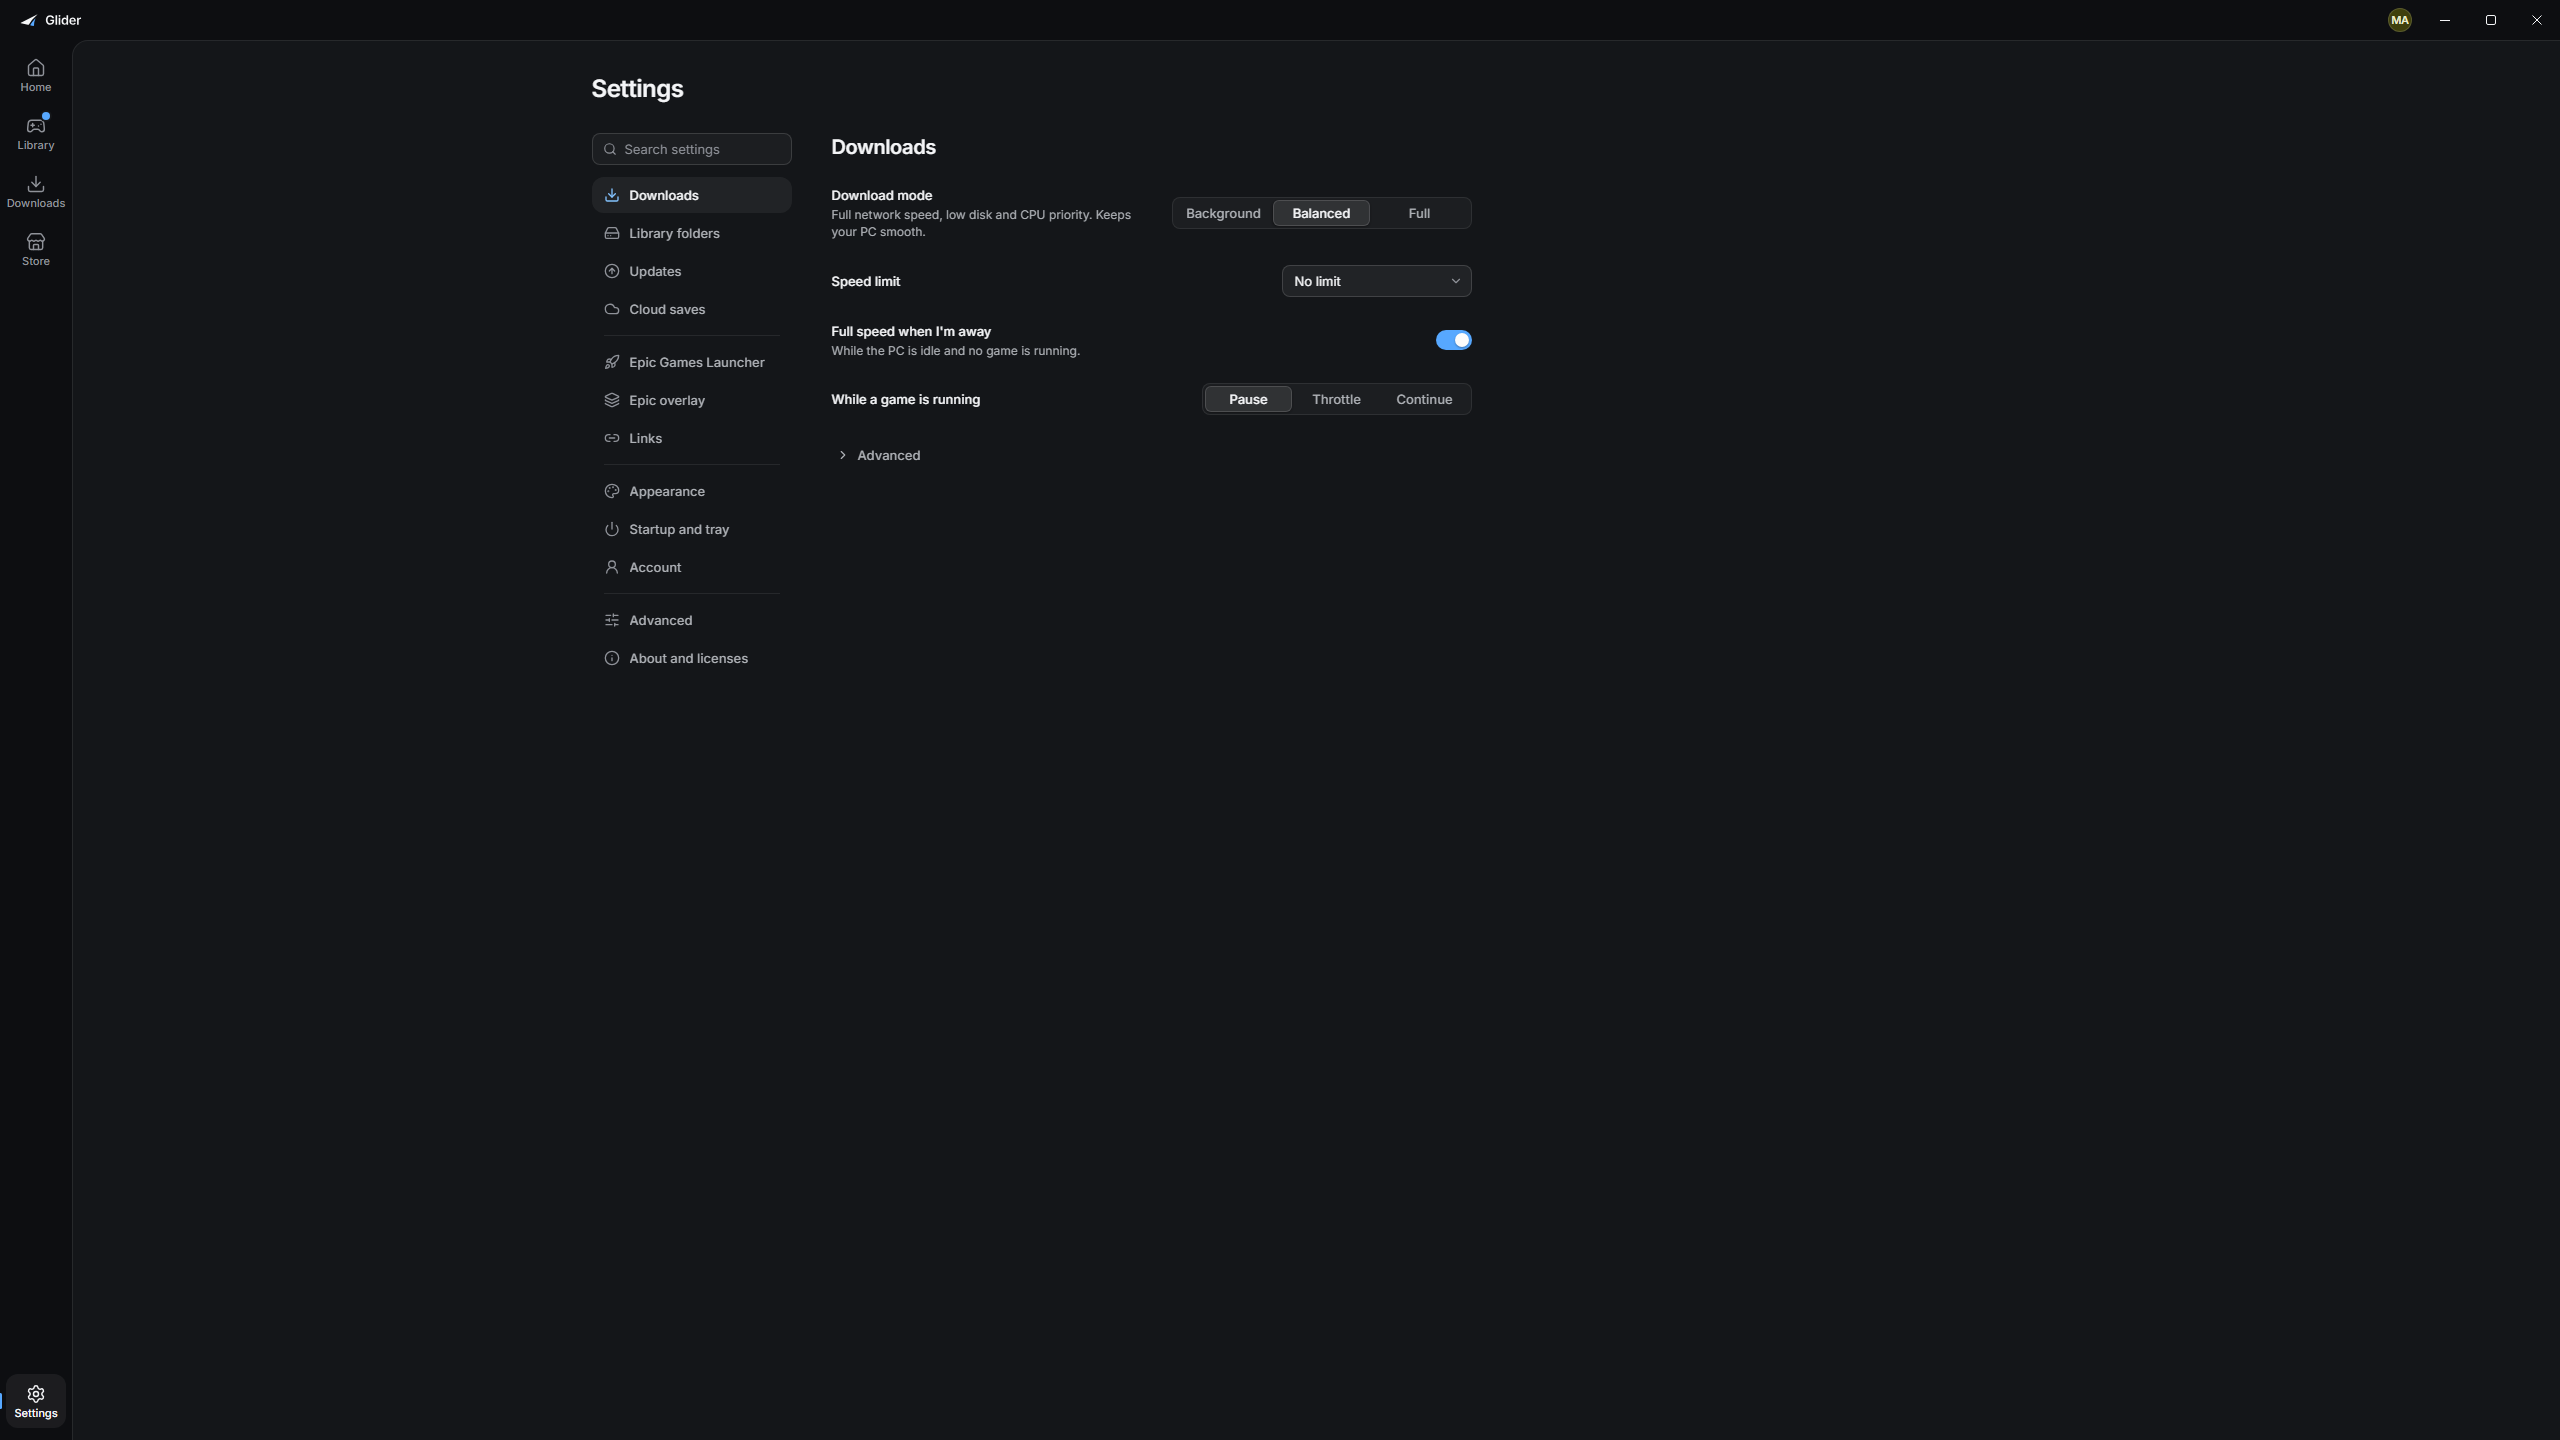 Glider
MA
Home
Library
Downloads
Store
Settings
Settings
Search settings
Downloads
Library folders
Updates
Cloud saves
Epic Games Launcher
Epic overlay
Links
Appearance
Startup and tray
Account
Advanced
About and licenses
Downloads
Download mode
Full network speed, low disk and CPU priority. Keeps
your PC smooth.
Background Balanced Full
Speed limit
No limit
Full speed when I'm away
While the PC is idle and no game is running.
While a game is running
Pause Throttle Continue
Advanced